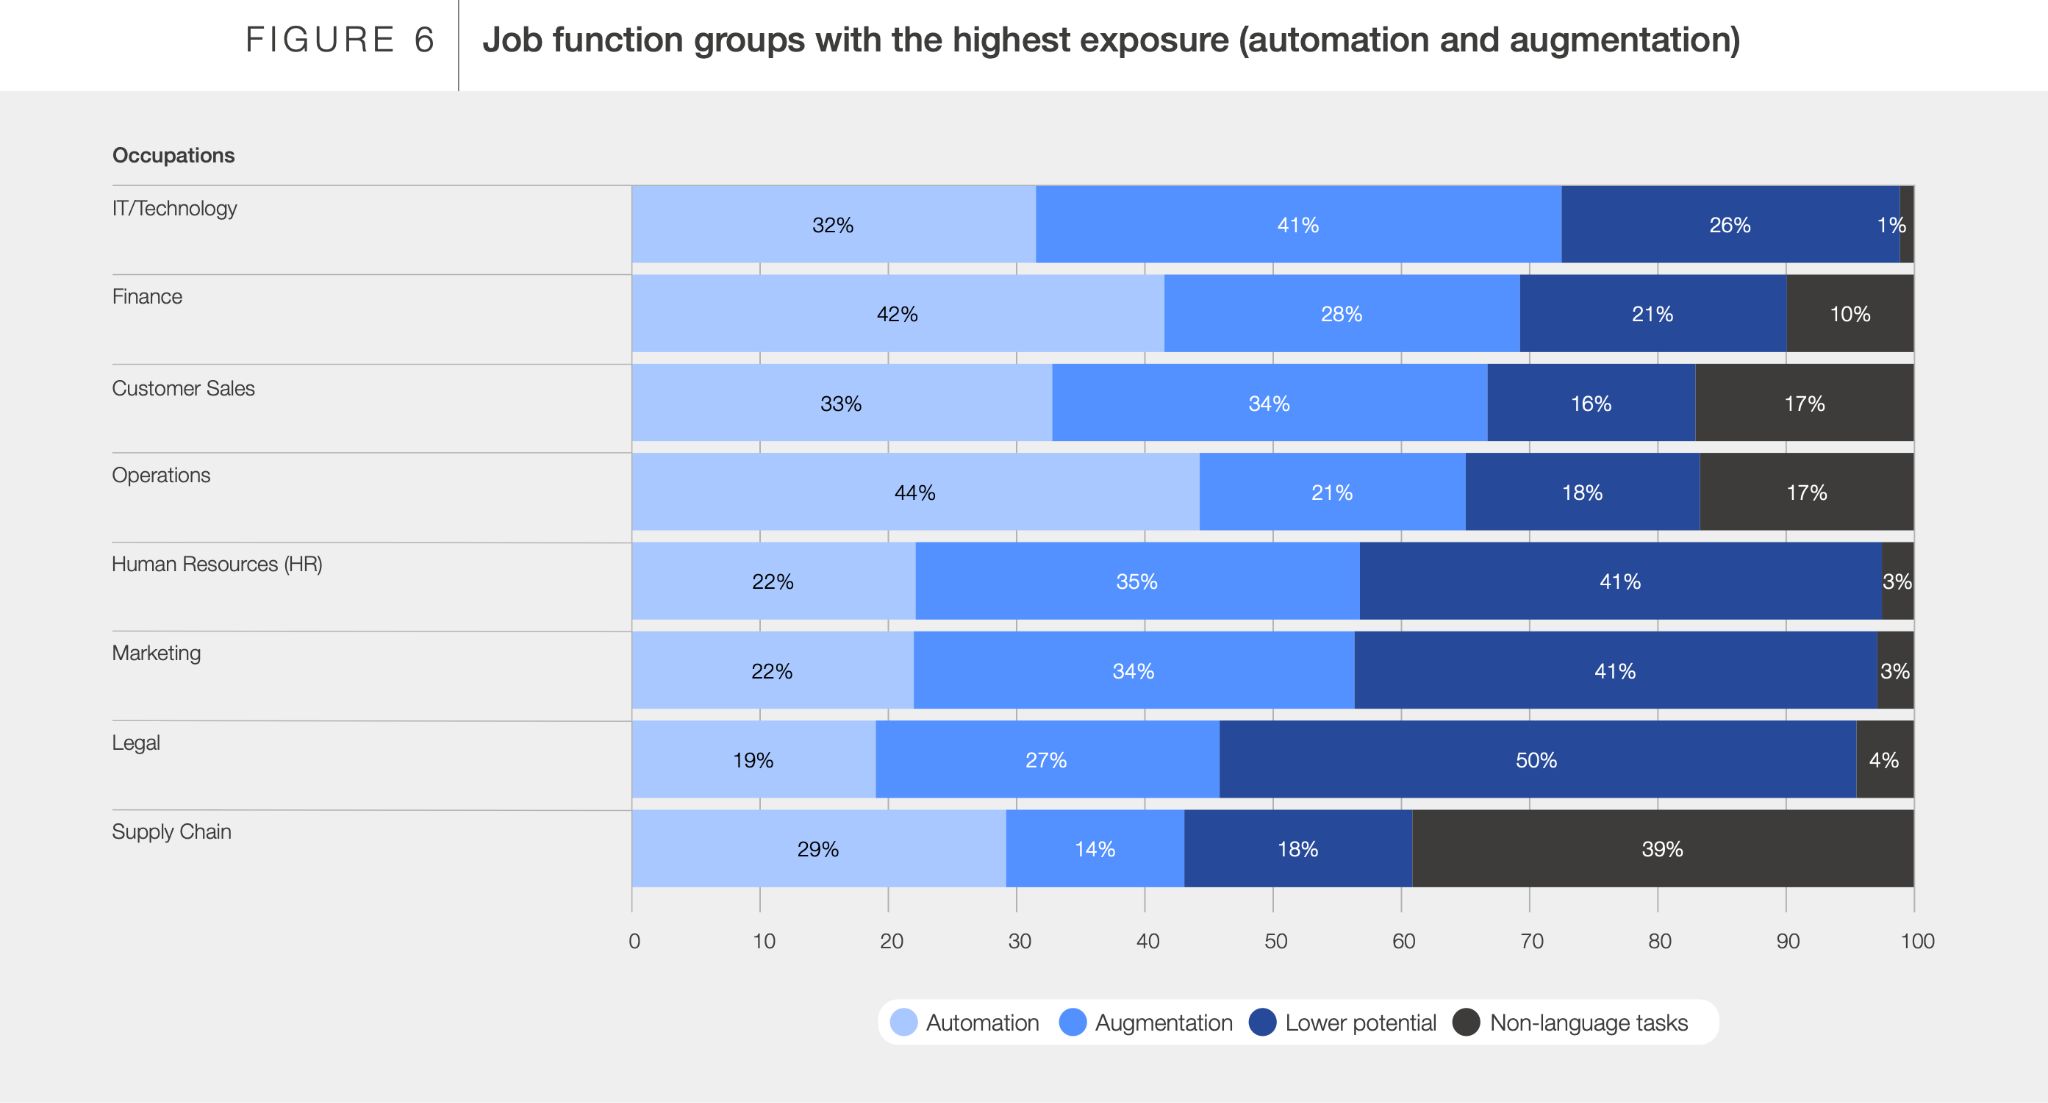 FIGURE 6
Job function groups with the highest exposure (automation and augmentation)
Occupations
IT/Technology
32% 41% 26% 1%
Finance
42% 28% 21% 10%
Customer Sales
33% 34% 16% 17%
Operations
44% 21% 18% 17%
Human Resources (HR)
22% 35% 41% 3%
Marketing
22% 34% 41% 3%
Legal
19% 27% 50% 4%
Supply Chain
29% 14% 18% 39%
0 10 20 30 40 50 60 70 80 90 100
Automation Augmentation Lower potential Non-language tasks